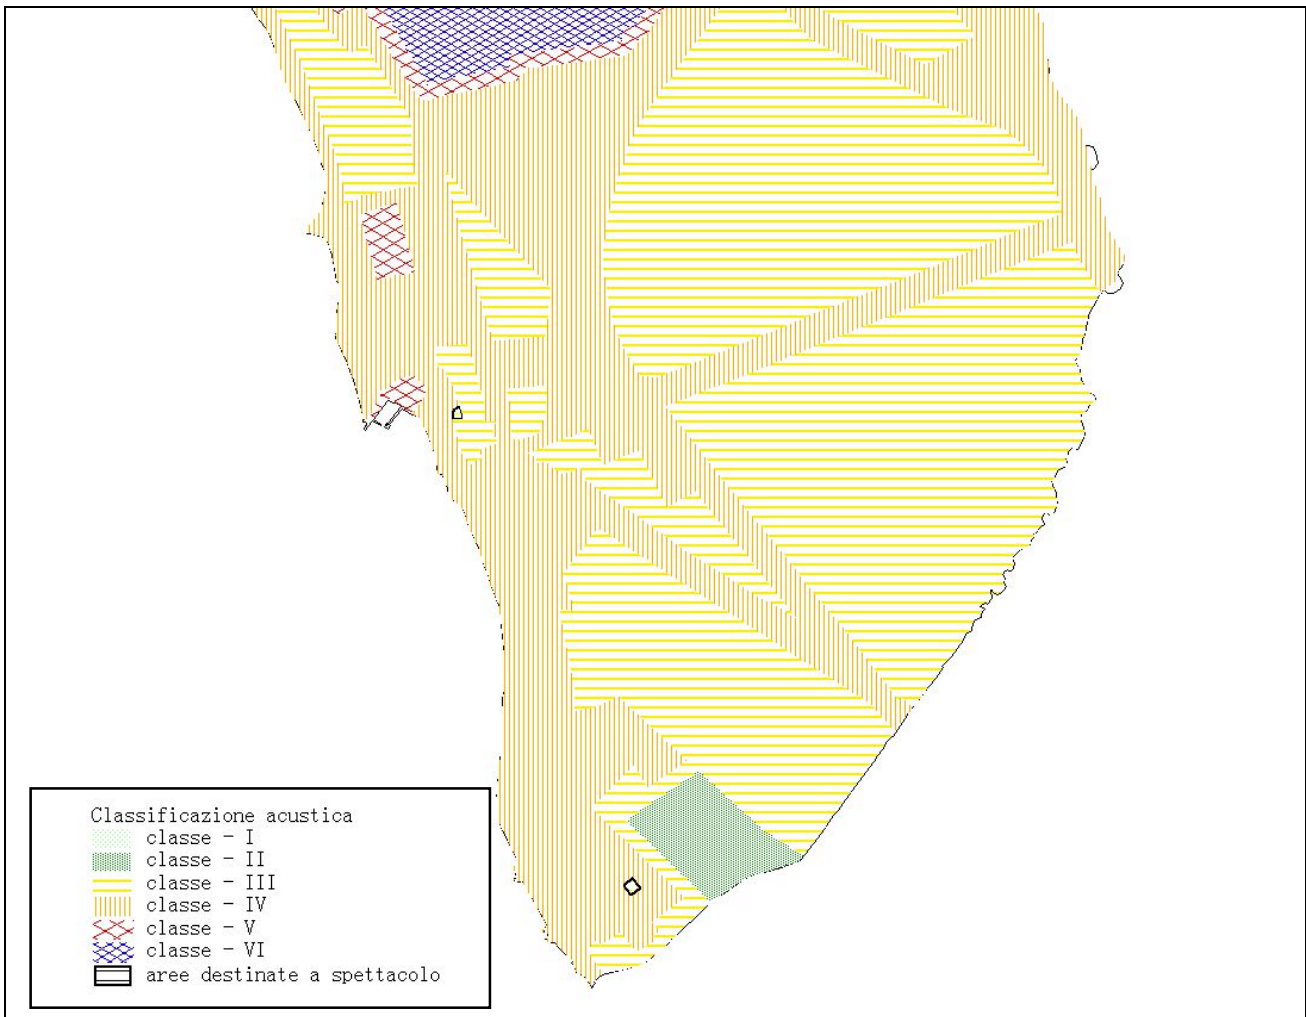 Classificazione acustica
classe - I
classe - II
classe - III
classe - IV
classe - V
classe - VI
aree destinate a spettacolo